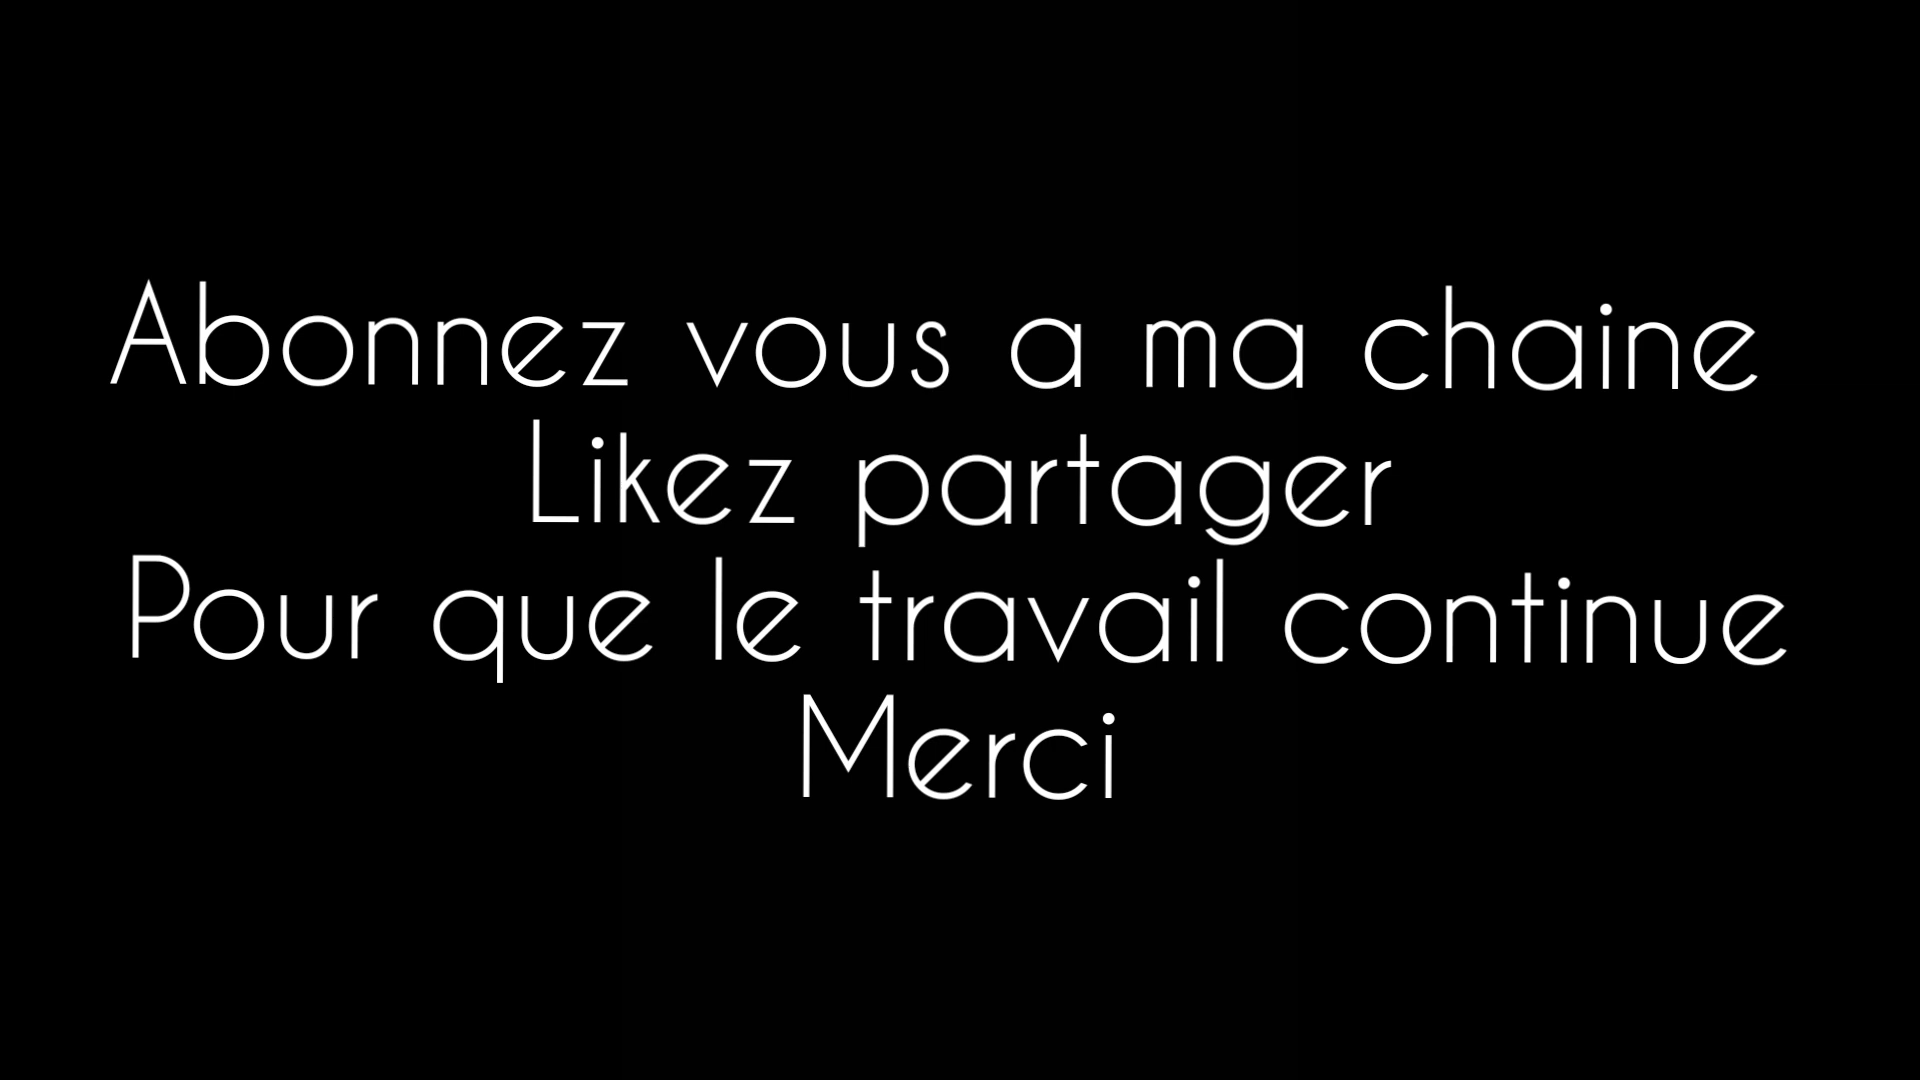 Abonnez vous a ma chaine
Likez partager
Pour que le travail continue
Merci